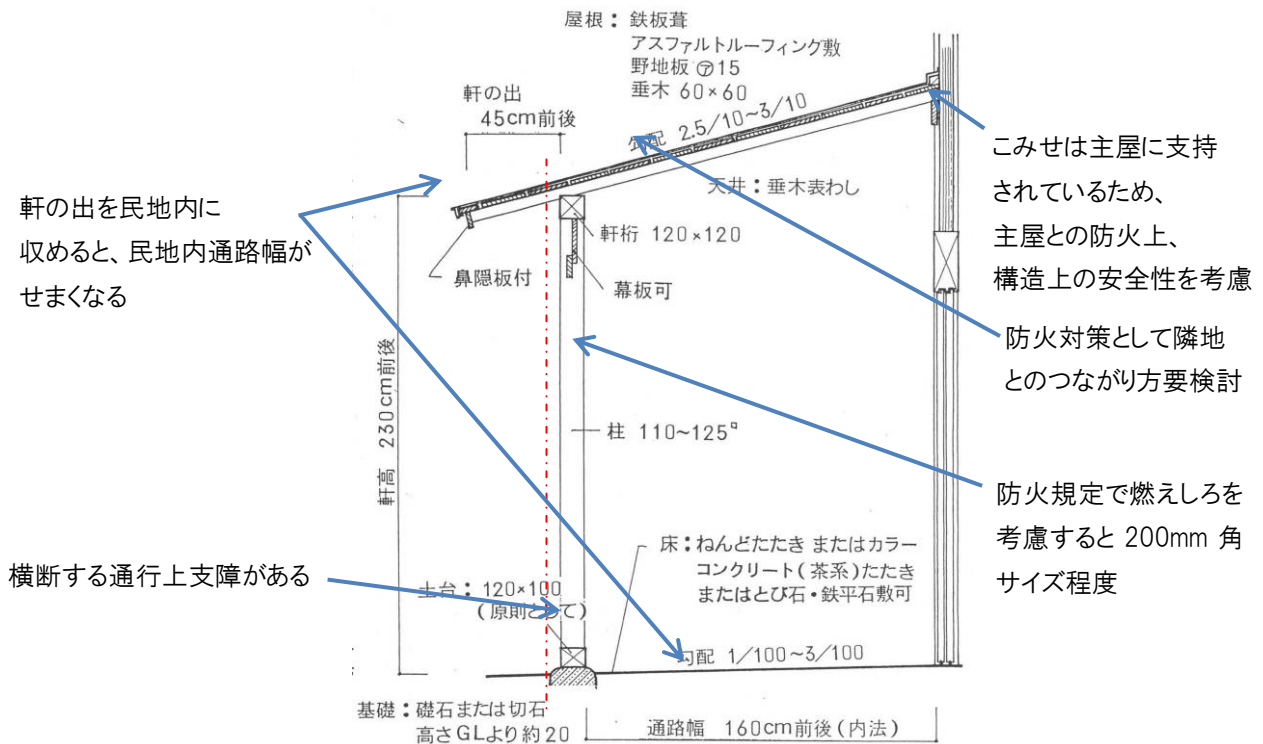 屋根：鉄板葺
アスファルトルーフィング敷
野地板 ㋐15
垂木 60×60
軒の出
45cm前後
勾配 2.5/10~3/10
天井：垂木表わし
こみせは主屋に支持
されているため、
主屋との防火上、
構造上の安全性を考慮
軒の出を民地内に
収めると、民地内通路幅が
せまくなる
軒桁 120×120
鼻隠板付
幕板可
防火対策として隣地
とのつながり方要検討
軒高 230cm前後
柱 110~125□
防火規定で燃えしろを
考慮すると 200mm 角
サイズ程度
横断する通行上支障がある
床：ねんどたたき またはカラー
コンクリート(茶系)たたき
またはとび石・鉄平石敷可
土台：120×100
(原則として)
勾配 1/100~3/100
基礎：礎石または切石
高さGLより約20
通路幅 160cm前後(内法)